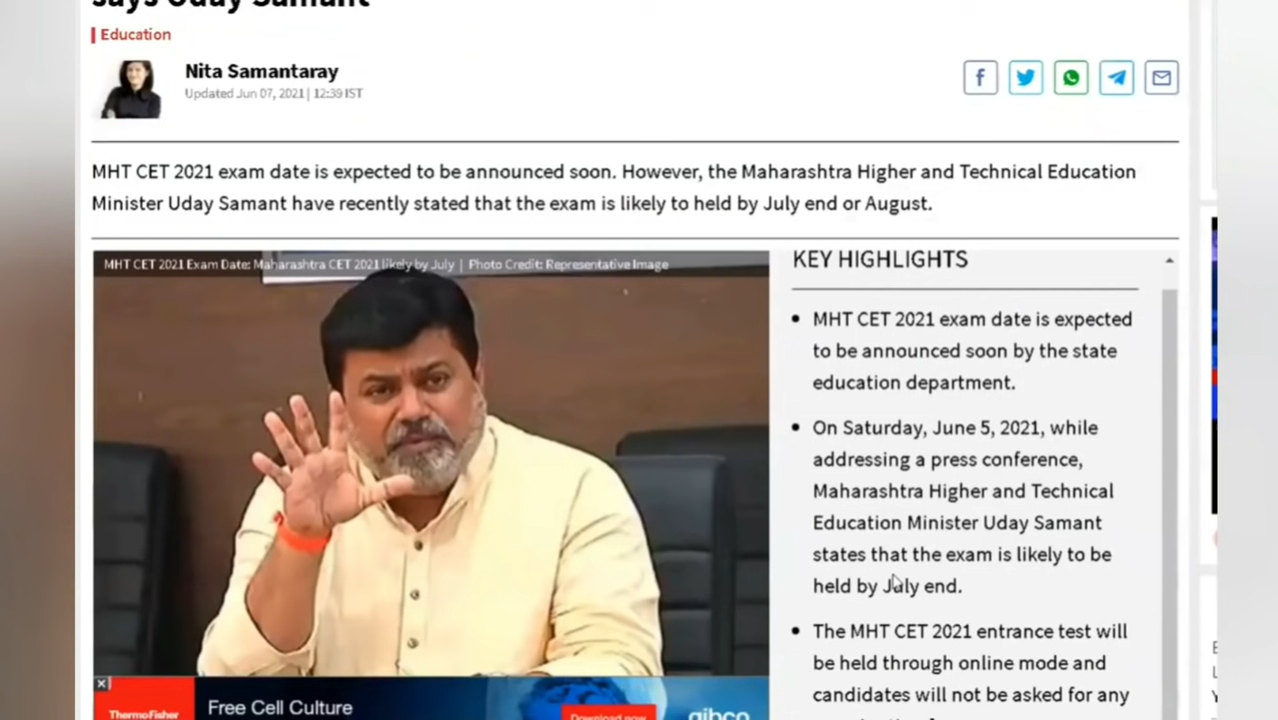 says Uday Samant
Education
Nita Samantaray
Updated Jun 07, 2021 | 12:39 IST
MHT CET 2021 exam date is expected to be announced soon. However, the Maharashtra Higher and Technical Education
Minister Uday Samant have recently stated that the exam is likely to held by July end or August.
MHT CET 2021 Exam Date: Maharashtra CET 2021 likely by July | Photo Credit: Representative Image
KEY HIGHLIGHTS
MHT CET 2021 exam date is expected
to be announced soon by the state
education department.
On Saturday, June 5, 2021, while
addressing a press conference,
Maharashtra Higher and Technical
Education Minister Uday Samant
states that the exam is likely to be
held by July end.
The MHT CET 2021 entrance test will
be held through online mode and
candidates will not be asked for any
ThermoFisher
Free Cell Culture
Download now
gibco